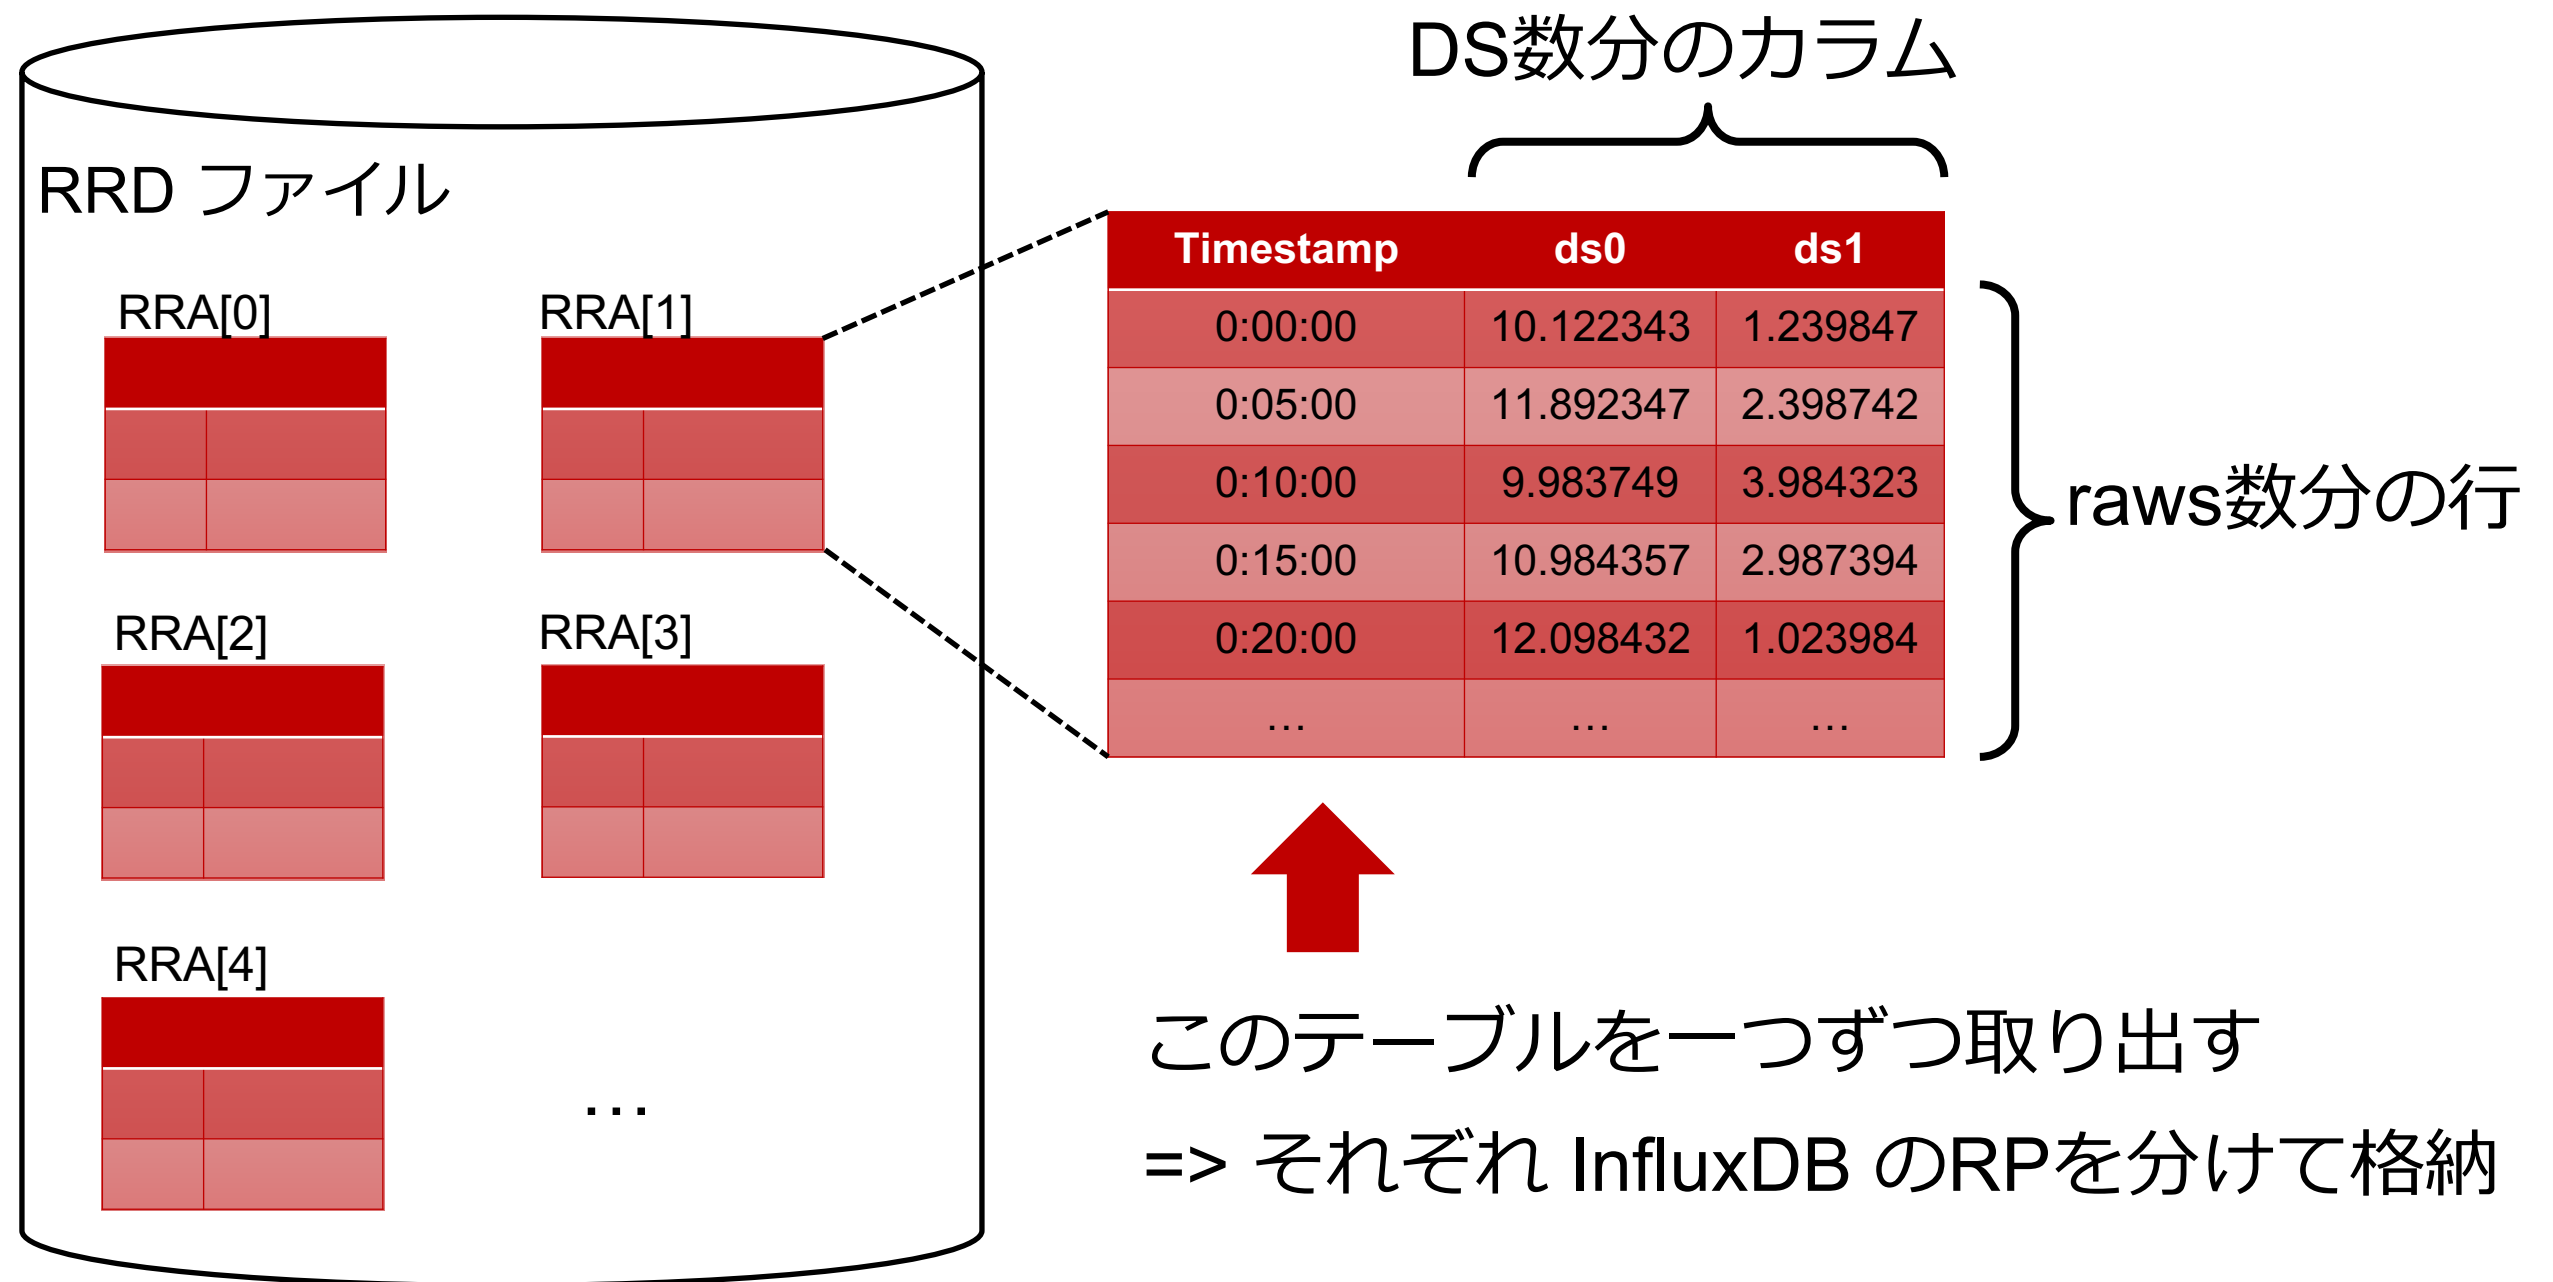 DS数分のカラム
RRD ファイル
RRA[0]
RRA[1]
RRA[2]
RRA[3]
RRA[4]
…
Timestamp ds0 ds1
0:00:00 10.122343 1.239847
0:05:00 11.892347 2.398742
0:10:00 9.983749 3.984323
0:15:00 10.984357 2.987394
0:20:00 12.098432 1.023984
… … …
raws数分の行
このテーブルを一つずつ取り出す
=> それぞれ InfluxDB のRPを分けて格納